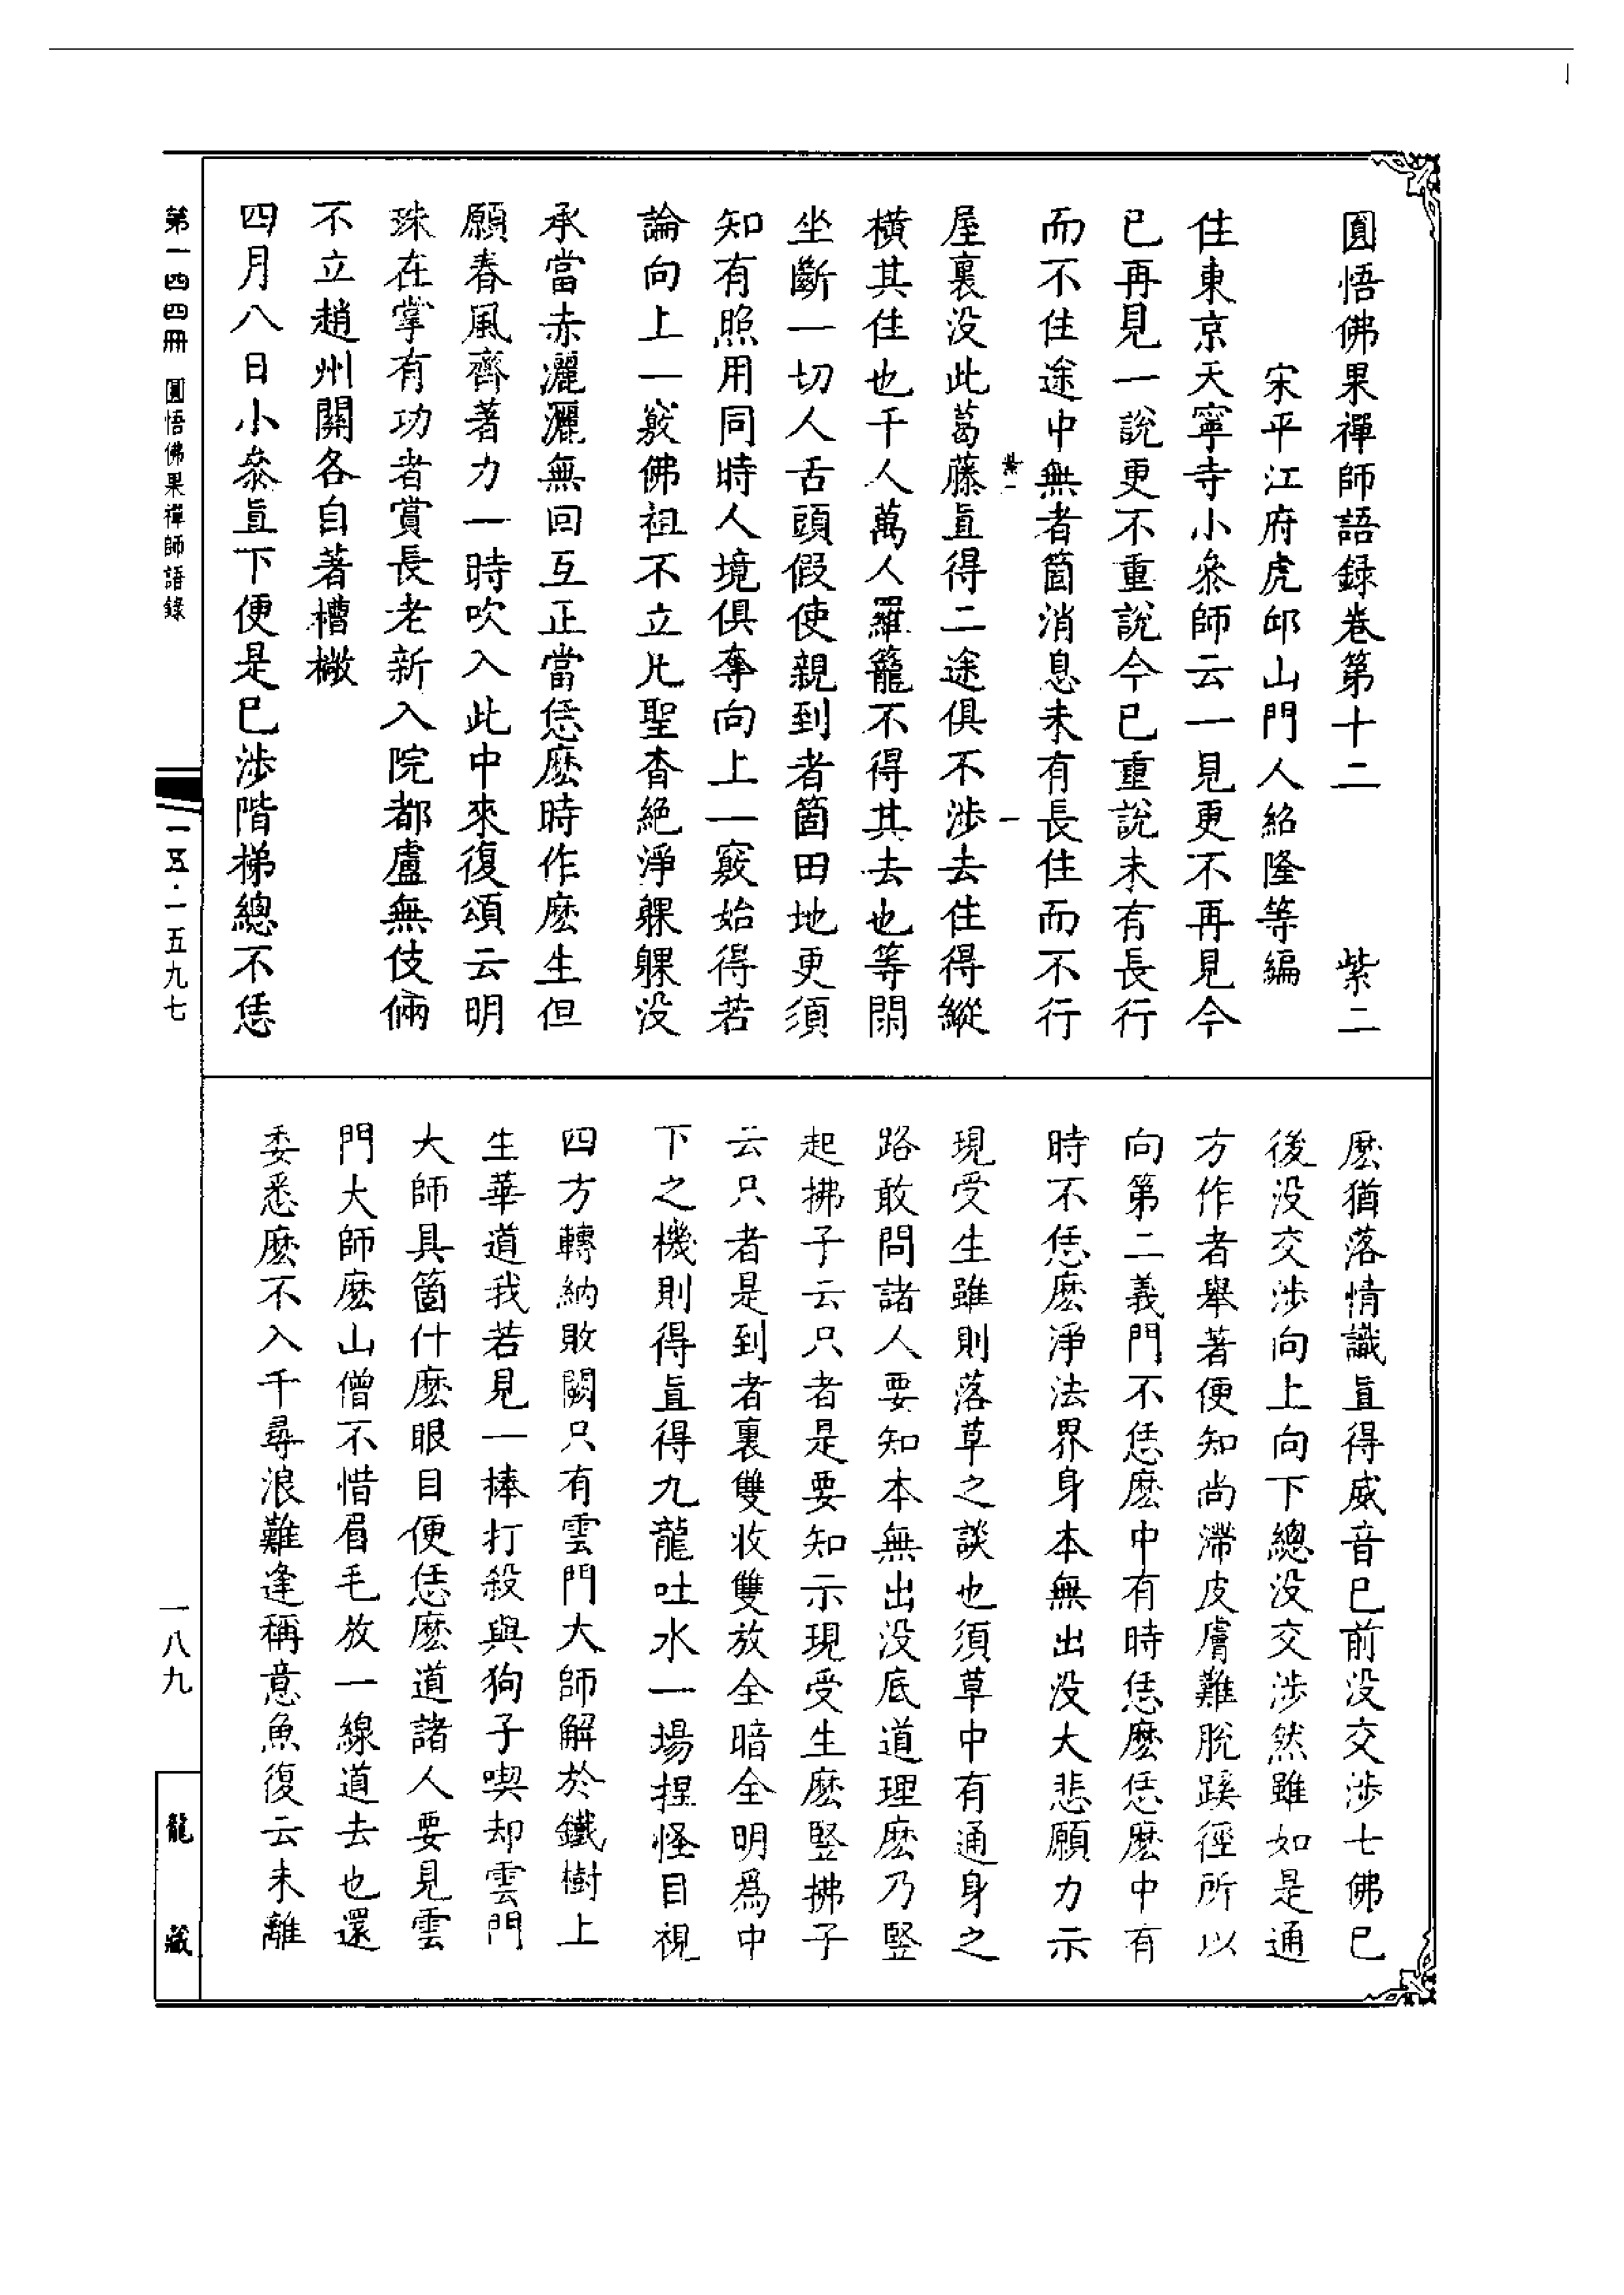 圓悟佛果禪師語録卷第十二　紫二
宋平江府虎邱山門人紹隆等編
住東京天寧寺小叅師云一見更不再見今
已再見一說更不重說今已重說未有長行
而不住途中無者箇消息未有長住而不行
紫二　一
屋裏没此葛藤直得二途俱不涉去住得縱
橫其住也千人萬人羅籠不得其去也等閑
坐斷一切人舌頭假使親到者箇田地更須
知有照用同時人境俱奪向上一竅始得若
論向上一竅佛祖不立凡聖杳絶淨躶躶没
承當赤灑灑無回互正當恁麽時作麽生但
願春風齊著力一時吹入此中來復頌云明
珠在掌有功者賞長老新入院都盧無伎倆
不立趙州關各自著槽橛
四月八日小叅直下便是已涉階梯總不恁
麽猶落情識直得威音已前没交涉七佛已
後没交涉向上向下總没交涉然雖如是通
方作者舉著便知尚滯皮膚難脫蹊徑所以
向第二義門不恁麽中有時恁麽恁麽中有
時不恁麽淨法界身本無出没大悲願力示
現受生雖則落草之談也須草中有通身之
路敢問諸人要知本無出没底道理麽乃竪
起拂子云只者是要知示現受生麽竪拂子
云只者是到者裏雙收雙放全暗全明爲中
下之機則得直得九龍吐水一場揑怪目視
四方轉納敗闕只有雲門大師解於鐵樹上
生華道我若見一棒打殺與狗子喫却雲門
大師具箇什麽眼目便恁麽道諸人要見雲
門大師麽山僧不惜眉毛放一線道去也還
委悉麽不入千尋浪難逢稱意魚復云未離
第一四四冊　圓悟佛果禪師語錄
一五・一五九七
一八九
龍藏